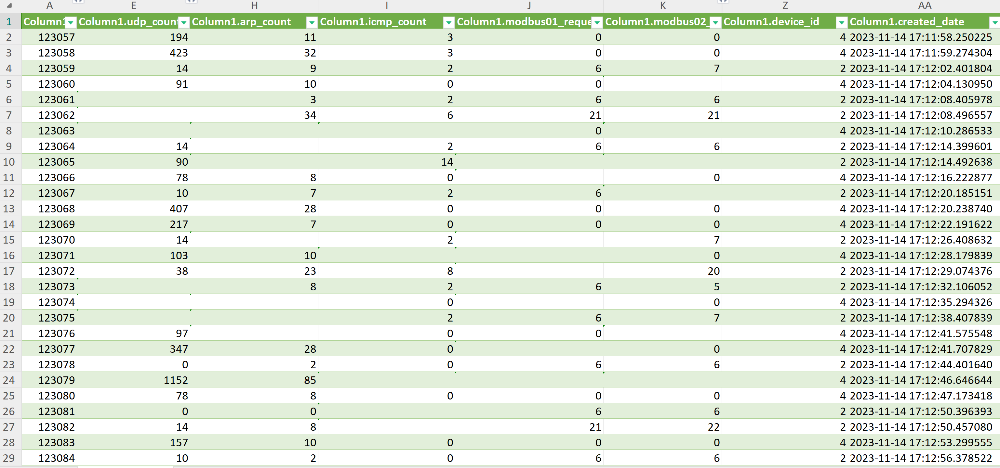 A E H I J K Z AA
1 Column1 Column1.udp_count Column1.arp_count Column1.icmp_count Column1.modbus01_reque Column1.modbus02_ Column1.device_id Column1.created_date
2 123057 194 11 3 0 0 4 2023-11-14 17:11:58.250225
3 123058 423 32 3 0 0 4 2023-11-14 17:11:59.274304
4 123059 14 9 2 6 7 2 2023-11-14 17:12:02.401804
5 123060 91 10 0 0 4 2023-11-14 17:12:04.130950
6 123061 3 2 6 6 2 2023-11-14 17:12:08.405978
7 123062 34 6 21 21 2 2023-11-14 17:12:08.496557
8 123063 0 4 2023-11-14 17:12:10.286533
9 123064 14 2 6 6 2 2023-11-14 17:12:14.399601
10 123065 90 14 2 2023-11-14 17:12:14.492638
11 123066 78 8 0 0 4 2023-11-14 17:12:16.222877
12 123067 10 7 2 6 2 2023-11-14 17:12:20.185151
13 123068 407 28 0 0 0 4 2023-11-14 17:12:20.238740
14 123069 217 7 0 0 0 4 2023-11-14 17:12:22.191622
15 123070 14 2 7 2 2023-11-14 17:12:26.408632
16 123071 103 10 0 4 2023-11-14 17:12:28.179839
17 123072 38 23 8 20 2 2023-11-14 17:12:29.074376
18 123073 8 2 6 5 2 2023-11-14 17:12:32.106052
19 123074 0 0 4 2023-11-14 17:12:35.294326
20 123075 2 6 7 2 2023-11-14 17:12:38.407839
21 123076 97 0 0 4 2023-11-14 17:12:41.575548
22 123077 347 28 0 0 4 2023-11-14 17:12:41.707829
23 123078 0 2 0 6 6 2 2023-11-14 17:12:44.401640
24 123079 1152 85 4 2023-11-14 17:12:46.646644
25 123080 78 8 0 0 0 4 2023-11-14 17:12:47.173418
26 123081 0 0 6 6 2 2023-11-14 17:12:50.396393
27 123082 14 8 21 22 2 2023-11-14 17:12:50.457080
28 123083 157 10 0 0 0 4 2023-11-14 17:12:53.299555
29 123084 10 2 0 6 6 2 2023-11-14 17:12:56.378522